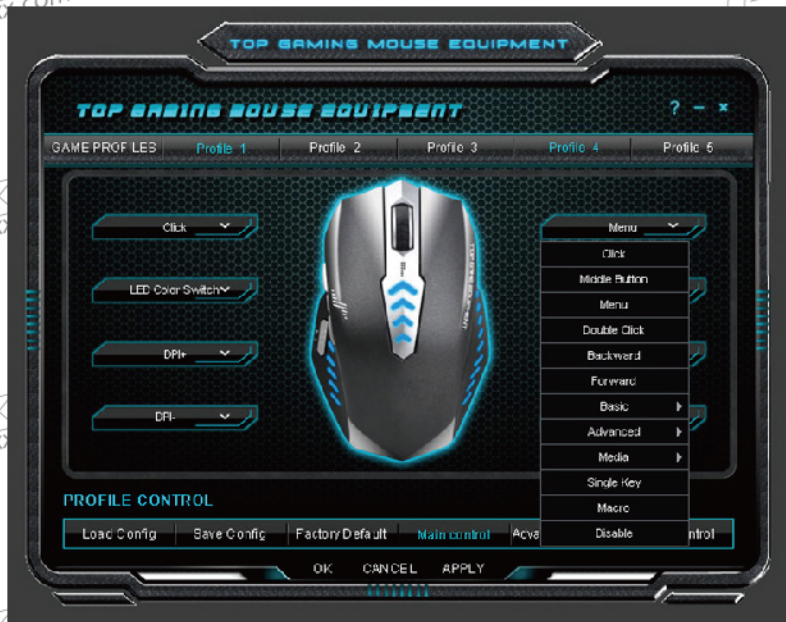 TOP GAMING MOUSE EQUIPMENT
TOP GAMING MOUSE EQUIPMENT
? – ×
GAME PROFILES Profile 1 Profile 2 Profile 3 Profile 4 Profile 5
Click
LED Color Switch
DPI+
DPI-
Menu
Click
Middle Button
Menu
Double Click
Backward
Forward
Basic
Advanced
Media
Single Key
Macro
Disable
PROFILE CONTROL
Load Config Save Config Factory Default Main control Adva ntrol
OK CANCEL APPLY